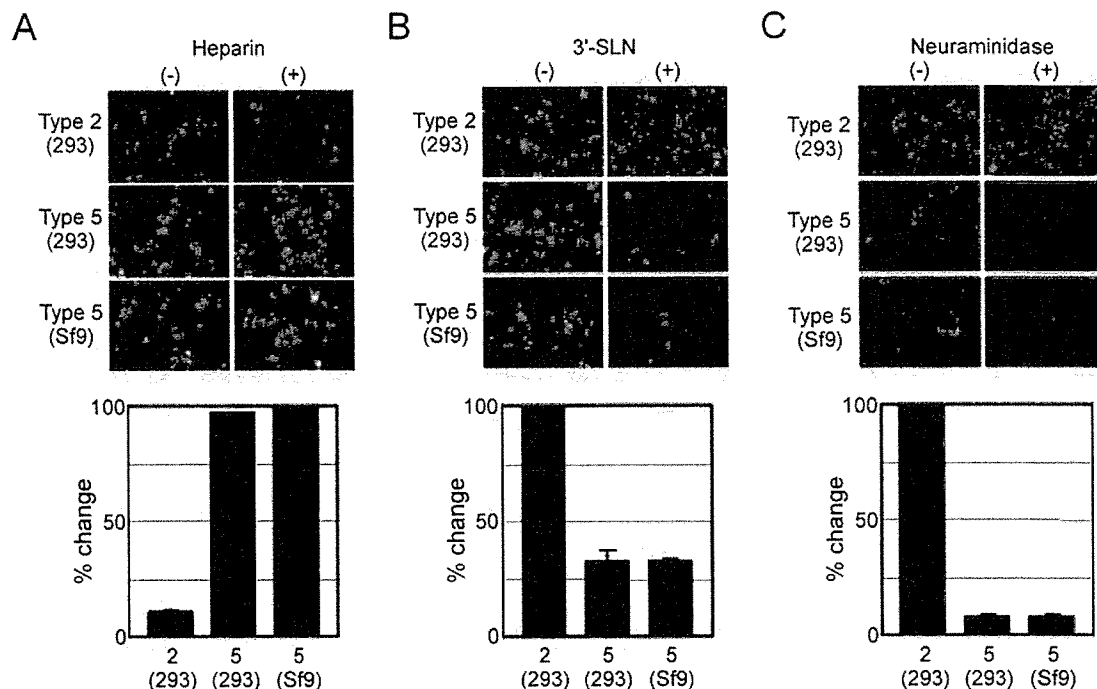 A
Heparin
(-) (+)
Type 2
(293)
Type 5
(293)
Type 5
(Sf9)
100
50
0
% change
2 5 5
(293) (293) (Sf9)
B
3'-SLN
(-) (+)
Type 2
(293)
Type 5
(293)
Type 5
(Sf9)
100
50
0
% change
2 5 5
(293) (293) (Sf9)
C
Neuraminidase
(-) (+)
Type 2
(293)
Type 5
(293)
Type 5
(Sf9)
100
50
0
% change
2 5 5
(293) (293) (Sf9)